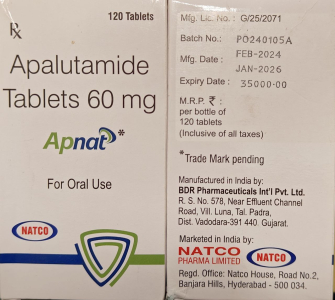 120 Tablets
Rx
Apalutamide
Tablets 60 mg
Apnat*
For Oral Use
NATCO
Mfg. Lic. No. : G/25/2071
Batch No.: PO240105A
Mfg. Date : FEB-2024
Expiry Date : JAN-2026
M.R.P. ₹ : 35000.00
per bottle of
120 tablets
(Inclusive of all taxes)
*Trade Mark pending
Manufactured in India by:
BDR Pharmaceuticals Int'l Pvt. Ltd.
R. S. No. 578, Near Effluent Channel
Road, Vill. Luna, Tal. Padra,
Dist. Vadodara-391 440. Gujarat.
Marketed in India by:
NATCO
PHARMA LIMITED
NATCO
Regd. Office: Natco House, Road No.2,
Banjara Hills, Hyderabad - 500 034.